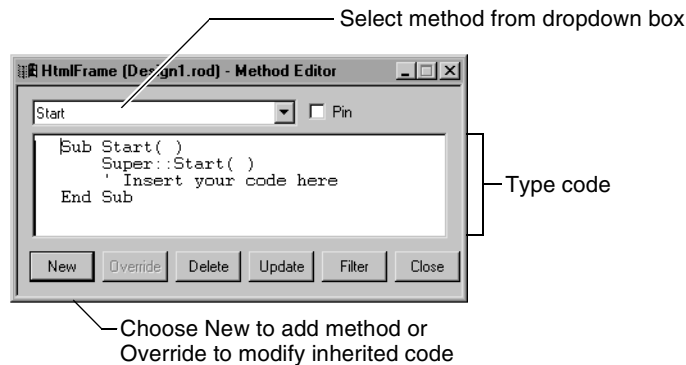 Select method from dropdown box
HtmlFrame (Design1.rod) - Method Editor
Start
Pin
Sub Start( )
Super::Start( )
' Insert your code here
End Sub
Type code
New Override Delete Update Filter Close
Choose New to add method or
Override to modify inherited code